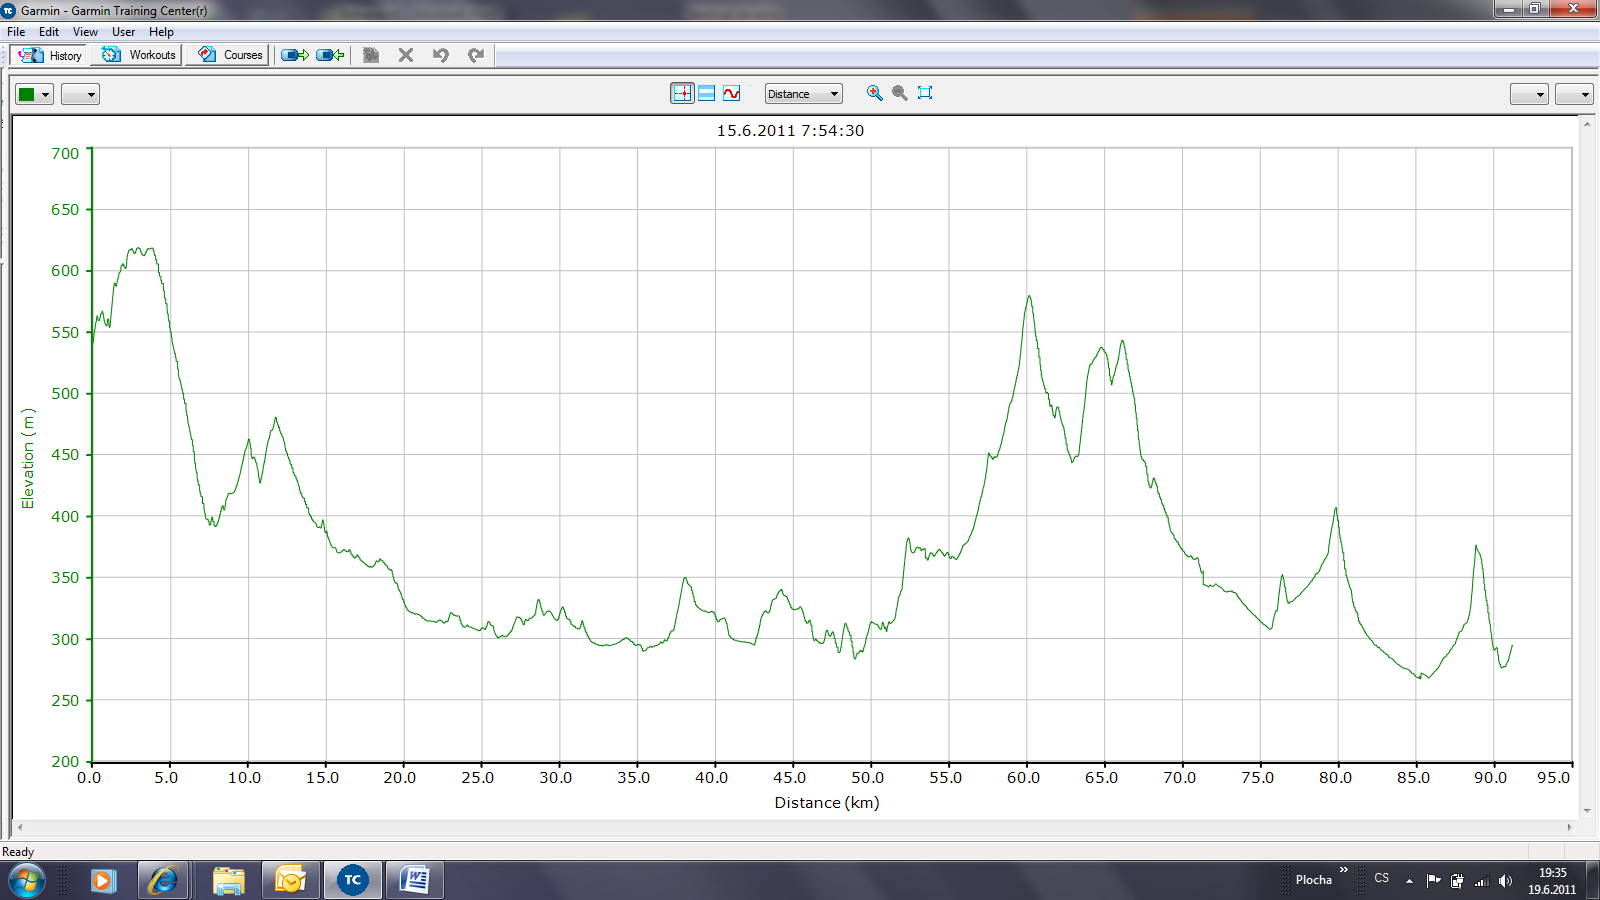 Garmin - Garmin Training Center(r)
File Edit View User Help
History Workouts Courses
Distance
15.6.2011 7:54:30
700
650
600
550
500
450
400
350
300
250
200
Elevation (m)
0.0 5.0 10.0 15.0 20.0 25.0 30.0 35.0 40.0 45.0 50.0 55.0 60.0 65.0 70.0 75.0 80.0 85.0 90.0 95.0
Distance (km)
Ready
TC
Plocha
CS
19:35
19.6.2011